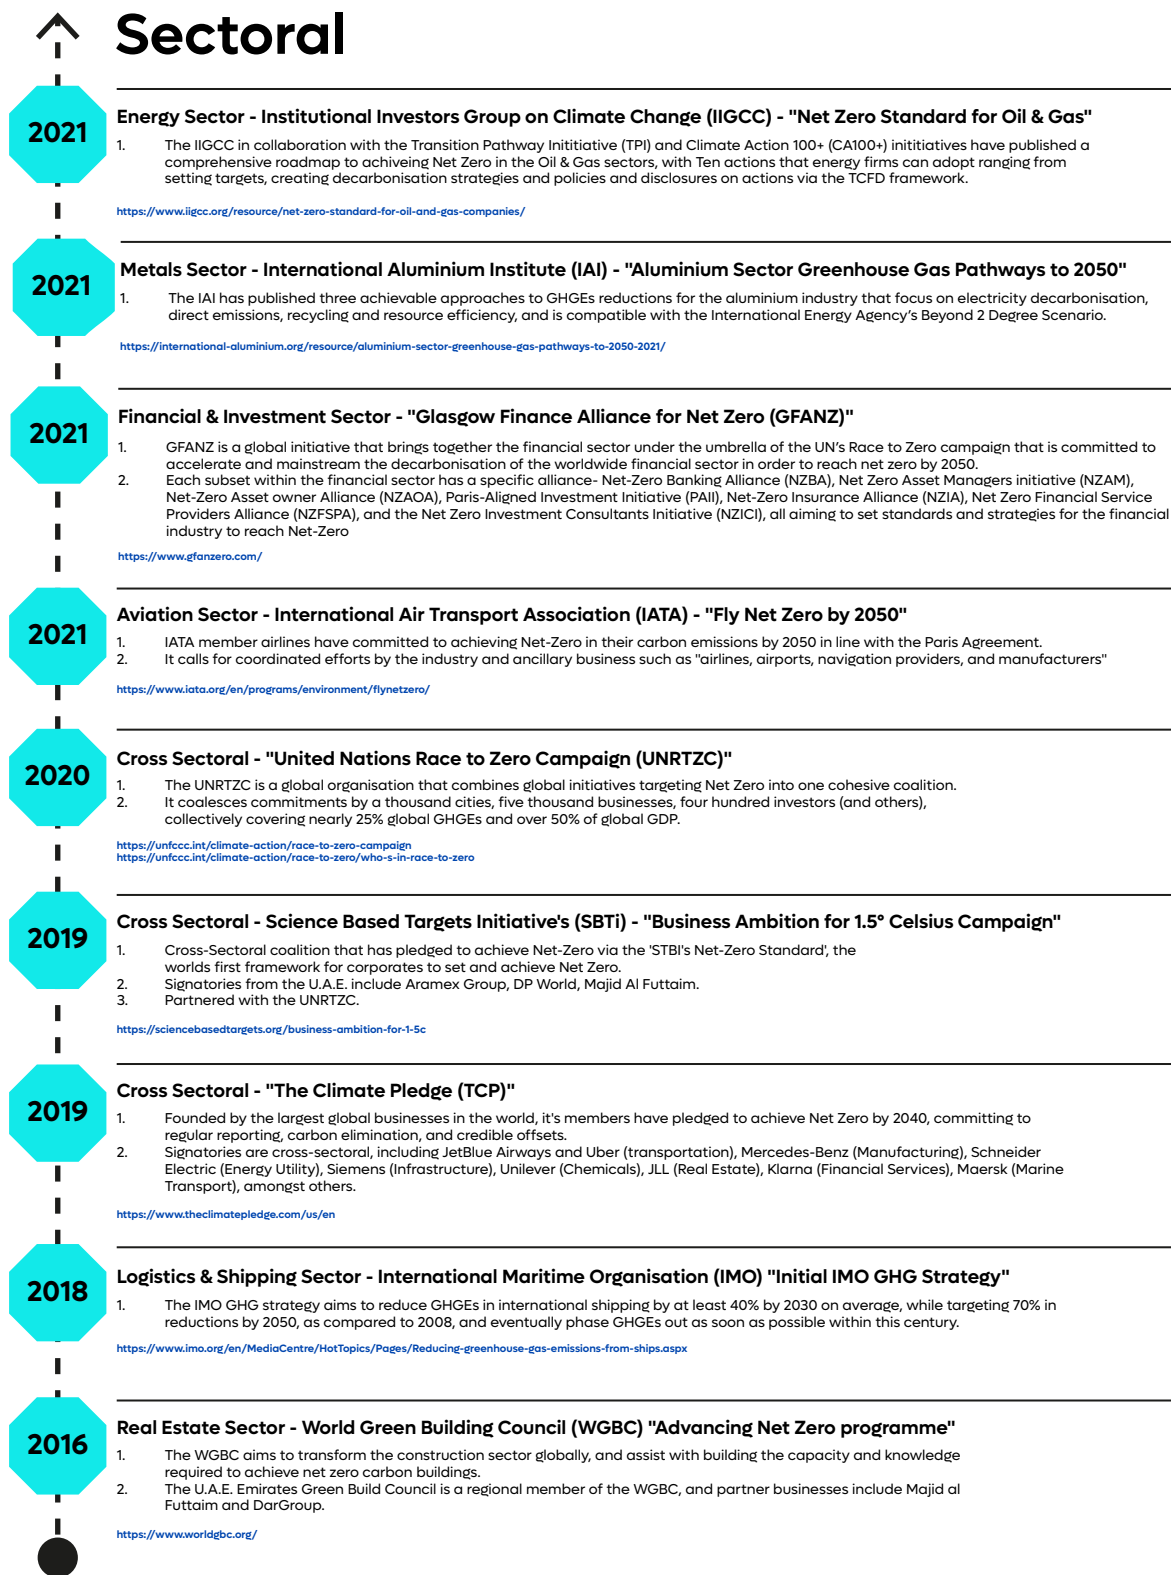 Sectoral
2021
Energy Sector - Institutional Investors Group on Climate Change (IIGCC) - "Net Zero Standard for Oil & Gas"
1. The IIGCC in collaboration with the Transition Pathway Inititiative (TPI) and Climate Action 100+ (CA100+) inititiatives have published a
comprehensive roadmap to achiveing Net Zero in the Oil & Gas sectors, with Ten actions that energy firms can adopt ranging from
setting targets, creating decarbonisation strategies and policies and disclosures on actions via the TCFD framework.
https://www.iigcc.org/resource/net-zero-standard-for-oil-and-gas-companies/
2021
Metals Sector - International Aluminium Institute (IAI) - "Aluminium Sector Greenhouse Gas Pathways to 2050"
1. The IAI has published three achievable approaches to GHGEs reductions for the aluminium industry that focus on electricity decarbonisation,
direct emissions, recycling and resource efficiency, and is compatible with the International Energy Agency's Beyond 2 Degree Scenario.
https://international-aluminium.org/resource/aluminium-sector-greenhouse-gas-pathways-to-2050-2021/
2021
Financial & Investment Sector - "Glasgow Finance Alliance for Net Zero (GFANZ)"
1. GFANZ is a global initiative that brings together the financial sector under the umbrella of the UN's Race to Zero campaign that is committed to
accelerate and mainstream the decarbonisation of the worldwide financial sector in order to reach net zero by 2050.
2. Each subset within the financial sector has a specific alliance- Net-Zero Banking Alliance (NZBA), Net Zero Asset Managers initiative (NZAM),
Net-Zero Asset owner Alliance (NZAOA), Paris-Aligned Investment Initiative (PAII), Net-Zero Insurance Alliance (NZIA), Net Zero Financial Service
Providers Alliance (NZFSPA), and the Net Zero Investment Consultants Initiative (NZICI), all aiming to set standards and strategies for the financial
industry to reach Net-Zero
https://www.gfanzero.com/
2021
Aviation Sector - International Air Transport Association (IATA) - "Fly Net Zero by 2050"
1. IATA member airlines have committed to achieving Net-Zero in their carbon emissions by 2050 in line with the Paris Agreement.
2. It calls for coordinated efforts by the industry and ancillary business such as "airlines, airports, navigation providers, and manufacturers"
https://www.iata.org/en/programs/environment/flynetzero/
2020
Cross Sectoral - "United Nations Race to Zero Campaign (UNRTZC)"
1. The UNRTZC is a global organisation that combines global initiatives targeting Net Zero into one cohesive coalition.
2. It coalesces commitments by a thousand cities, five thousand businesses, four hundred investors (and others),
collectively covering nearly 25% global GHGEs and over 50% of global GDP.
https://unfccc.int/climate-action/race-to-zero-campaign
https://unfccc.int/climate-action/race-to-zero/who-s-in-race-to-zero
2019
Cross Sectoral - Science Based Targets Initiative's (SBTi) - "Business Ambition for 1.5° Celsius Campaign"
1. Cross-Sectoral coalition that has pledged to achieve Net-Zero via the 'STBI's Net-Zero Standard', the
worlds first framework for corporates to set and achieve Net Zero.
2. Signatories from the U.A.E. include Aramex Group, DP World, Majid Al Futtaim.
3. Partnered with the UNRTZC.
https://sciencebasedtargets.org/business-ambition-for-1-5c
2019
Cross Sectoral - "The Climate Pledge (TCP)"
1. Founded by the largest global businesses in the world, it's members have pledged to achieve Net Zero by 2040, committing to
regular reporting, carbon elimination, and credible offsets.
2. Signatories are cross-sectoral, including JetBlue Airways and Uber (transportation), Mercedes-Benz (Manufacturing), Schneider
Electric (Energy Utility), Siemens (Infrastructure), Unilever (Chemicals), JLL (Real Estate), Klarna (Financial Services), Maersk (Marine
Transport), amongst others.
https://www.theclimatepledge.com/us/en
2018
Logistics & Shipping Sector - International Maritime Organisation (IMO) "Initial IMO GHG Strategy"
1. The IMO GHG strategy aims to reduce GHGEs in international shipping by at least 40% by 2030 on average, while targeting 70% in
reductions by 2050, as compared to 2008, and eventually phase GHGEs out as soon as possible within this century.
https://www.imo.org/en/MediaCentre/HotTopics/Pages/Reducing-greenhouse-gas-emissions-from-ships.aspx
2016
Real Estate Sector - World Green Building Council (WGBC) "Advancing Net Zero programme"
1. The WGBC aims to transform the construction sector globally, and assist with building the capacity and knowledge
required to achieve net zero carbon buildings.
2. The U.A.E. Emirates Green Build Council is a regional member of the WGBC, and partner businesses include Majid al
Futtaim and DarGroup.
https://www.worldgbc.org/